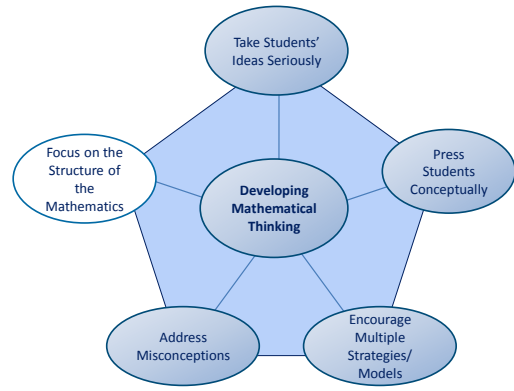 Take Students’
Ideas Seriously
Focus on the
Structure of
the
Mathematics
Press
Students
Conceptually
Developing
Mathematical
Thinking
Address
Misconceptions
Encourage
Multiple
Strategies/
Models